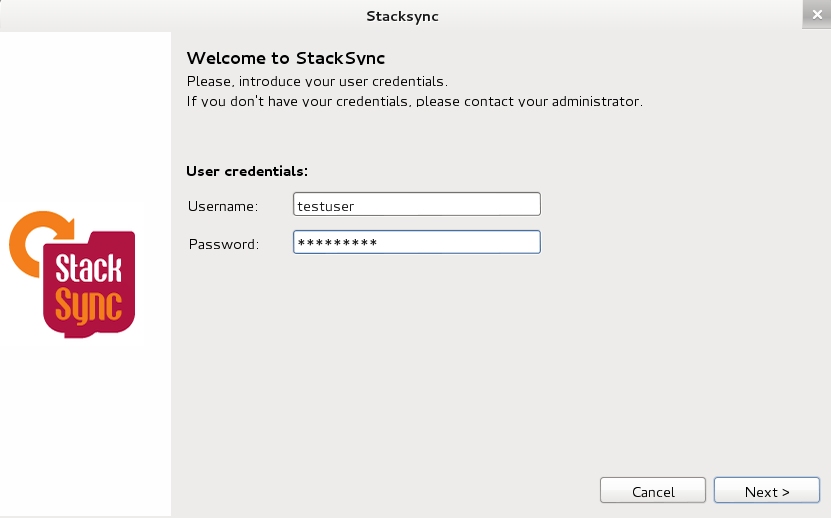 Stacksync
Welcome to StackSync
Please, introduce your user credentials.
If you don't have your credentials, please contact your administrator.
User credentials:
Username: testuser
Password: *********
Stack
Sync
Cancel Next >